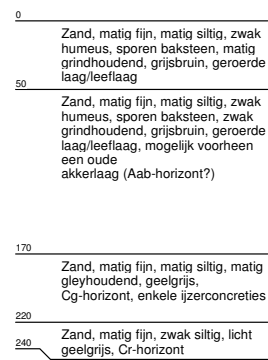 0
Zand, matig fijn, matig siltig, zwak
humeus, sporen baksteen, matig
grindhoudend, grijsbruin, geroerde
laag/leeflaag
50
Zand, matig fijn, matig siltig, zwak
humeus, sporen baksteen, zwak
grindhoudend, grijsbruin, geroerde
laag/leeflaag, mogelijk voorheen
een oude
akkerlaag (Aab-horizont?)
170
Zand, matig fijn, matig siltig, matig
gleyhoudend, geelgrijs,
Cg-horizont, enkele ijzerconcreties
220
Zand, matig fijn, zwak siltig, licht
geelgrijs, Cr-horizont
240